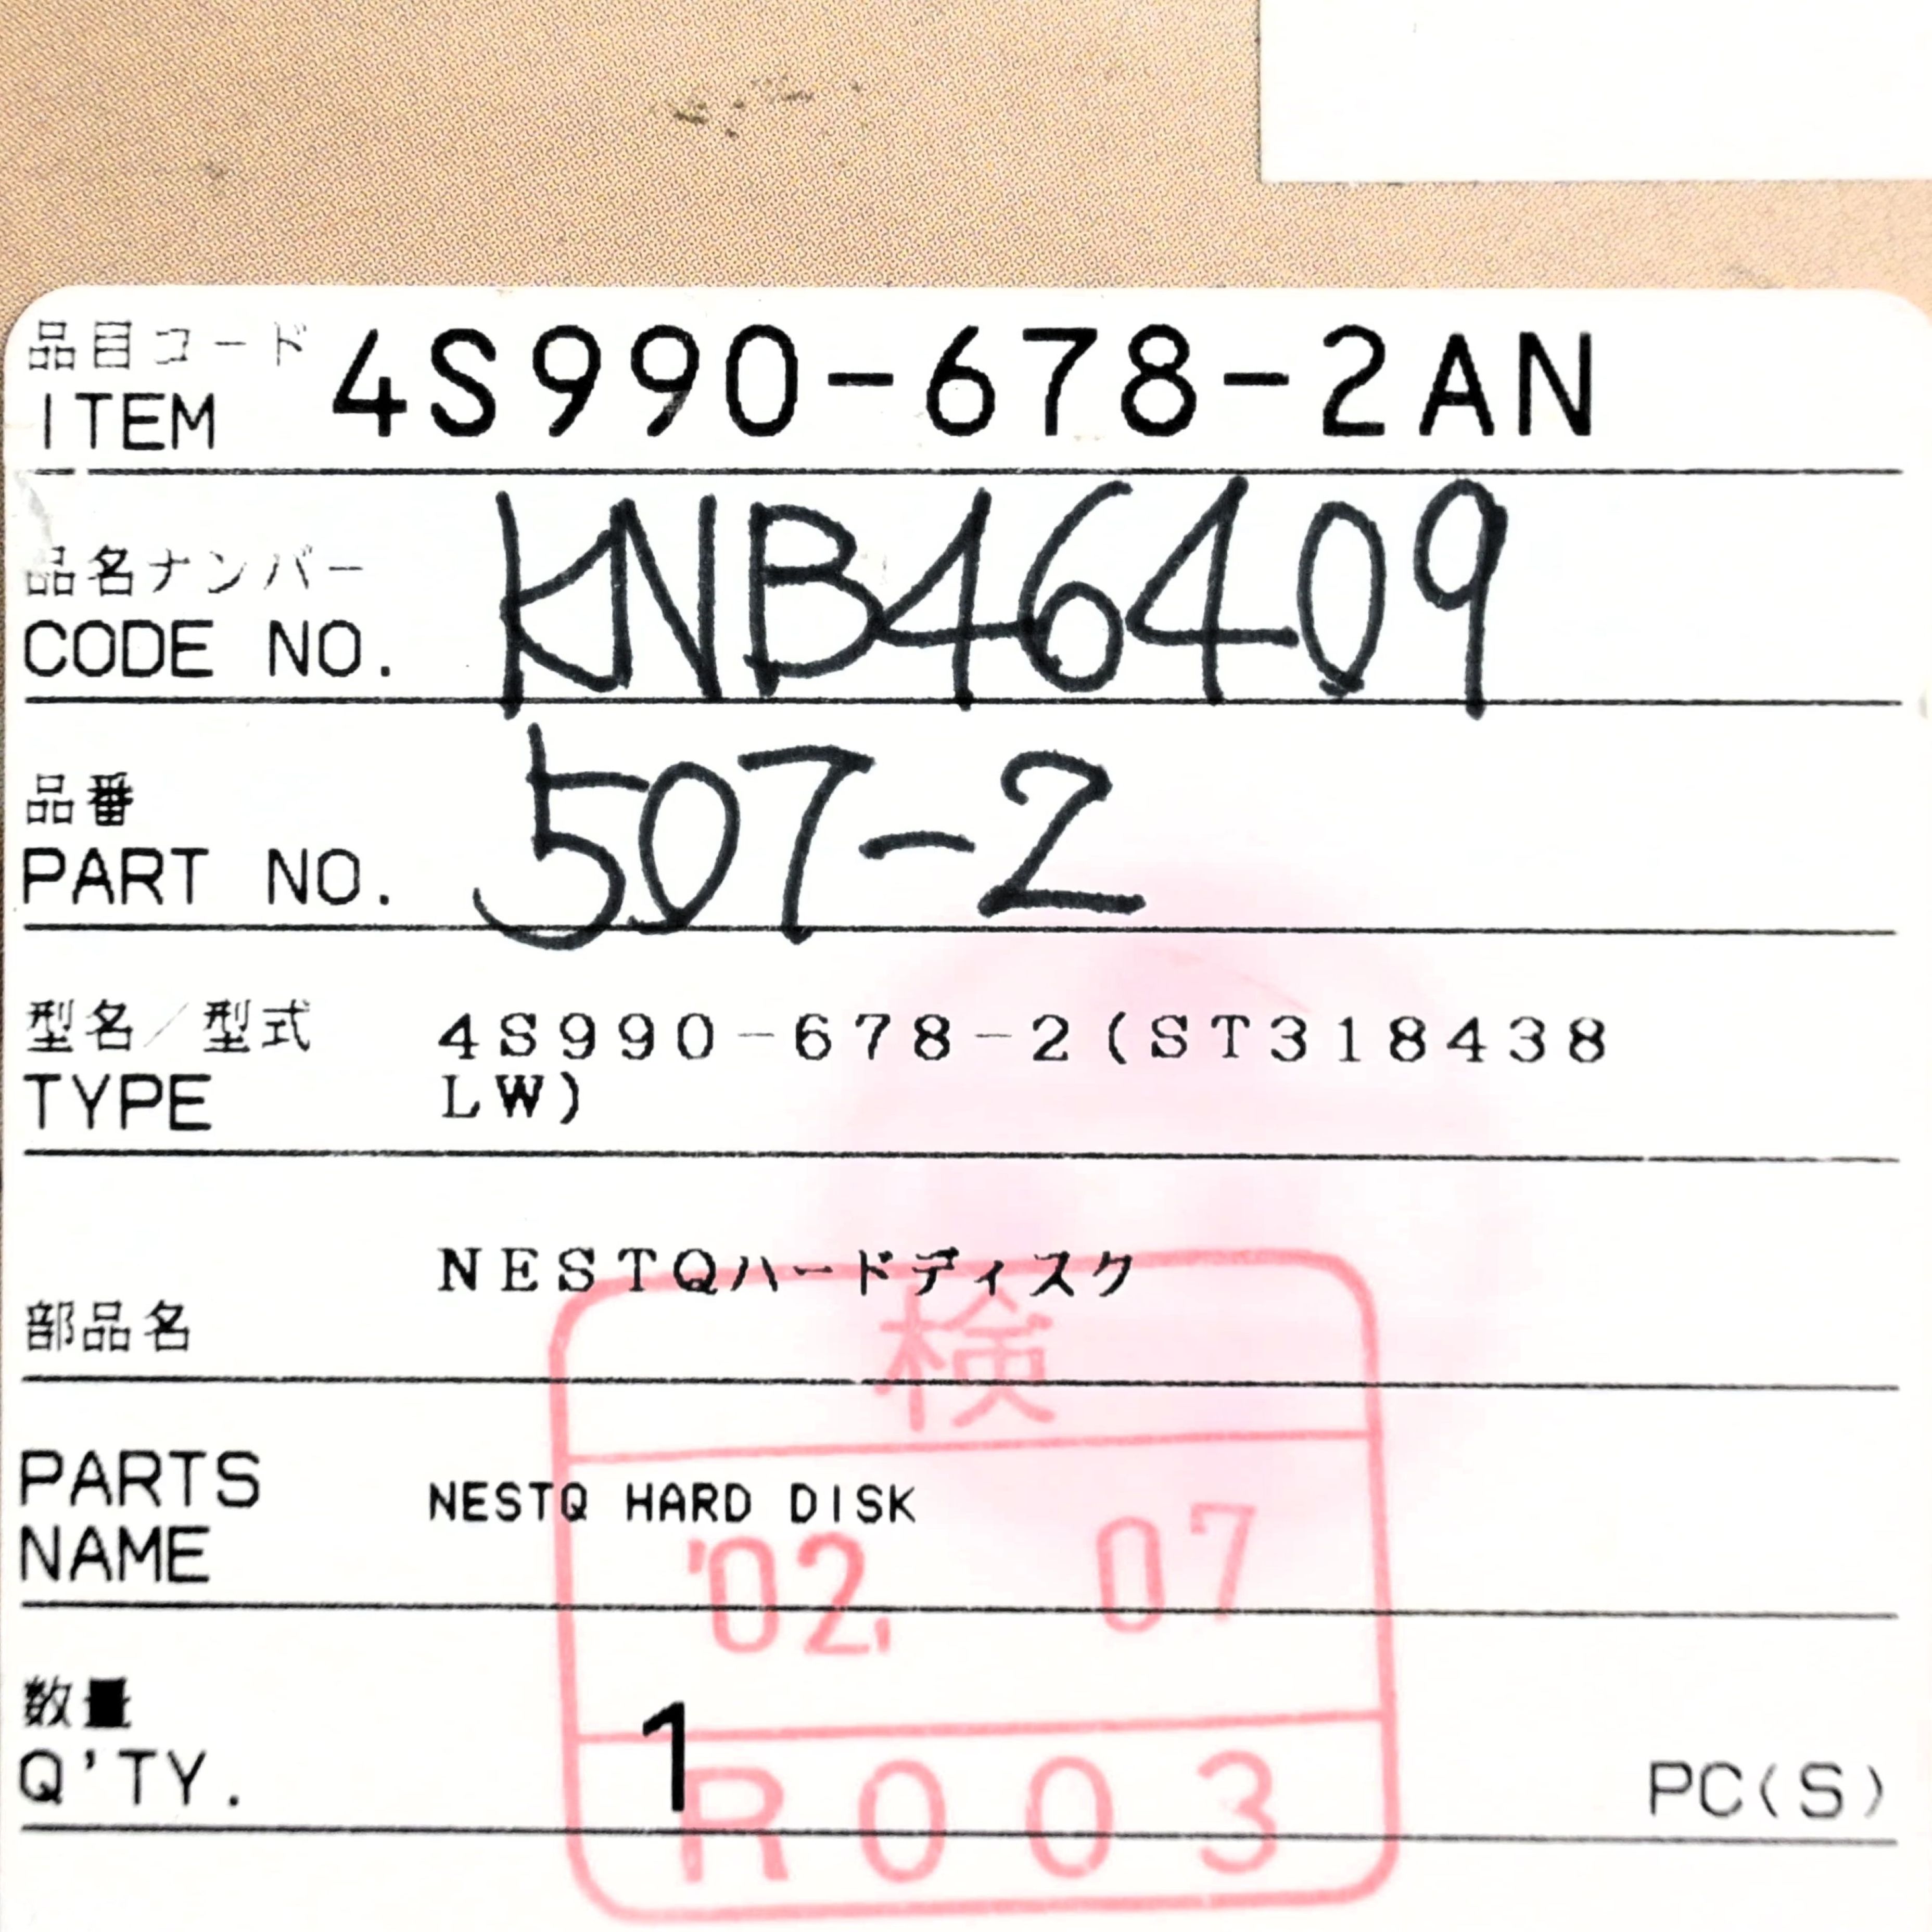 品目コード
ITEM 4S990-678-2AN
品名ナンバー
CODE NO. KNB46409
品番
PART NO. 507-2
型名／型式 4S990-678-2(ST318438
TYPE LW)
NESTQハードディスク
部品名
検
PARTS
NAME NESTQ HARD DISK
'02. 07
数量
Q'TY. 1 PC(S)
R003